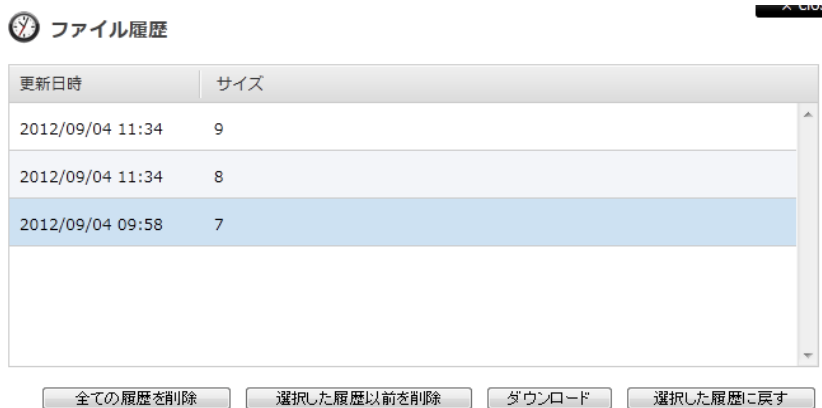 ファイル履歴
更新日時 サイズ
2012/09/04 11:34 9
2012/09/04 11:34 8
2012/09/04 09:58 7
全ての履歴を削除 選択した履歴以前を削除 ダウンロード 選択した履歴に戻す